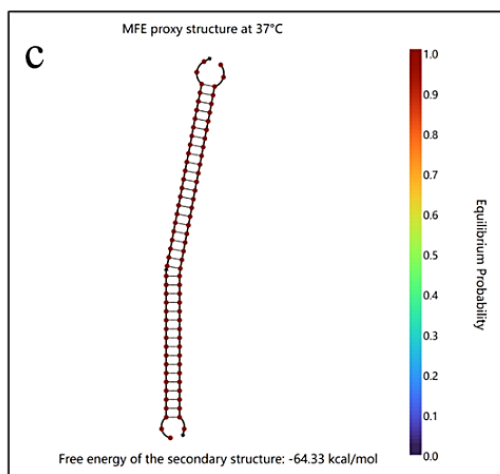 MFE proxy structure at 37°C
c
1.0
0.9
0.8
0.7
0.6
0.5
0.4
0.3
0.2
0.1
0.0
Equilibrium Probability
Free energy of the secondary structure: -64.33 kcal/mol